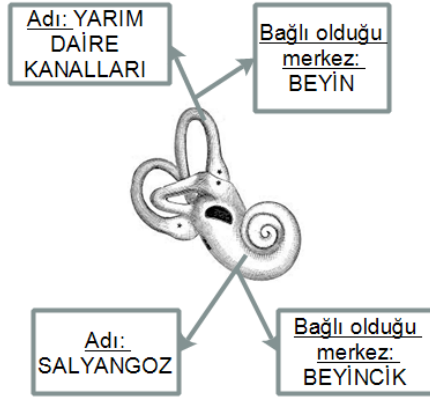 Adı: YARIM
DAİRE
KANALLARI
Bağlı olduğu
merkez:
BEYİN
Adı:
SALYANGOZ
Bağlı olduğu
merkez:
BEYİNCİK